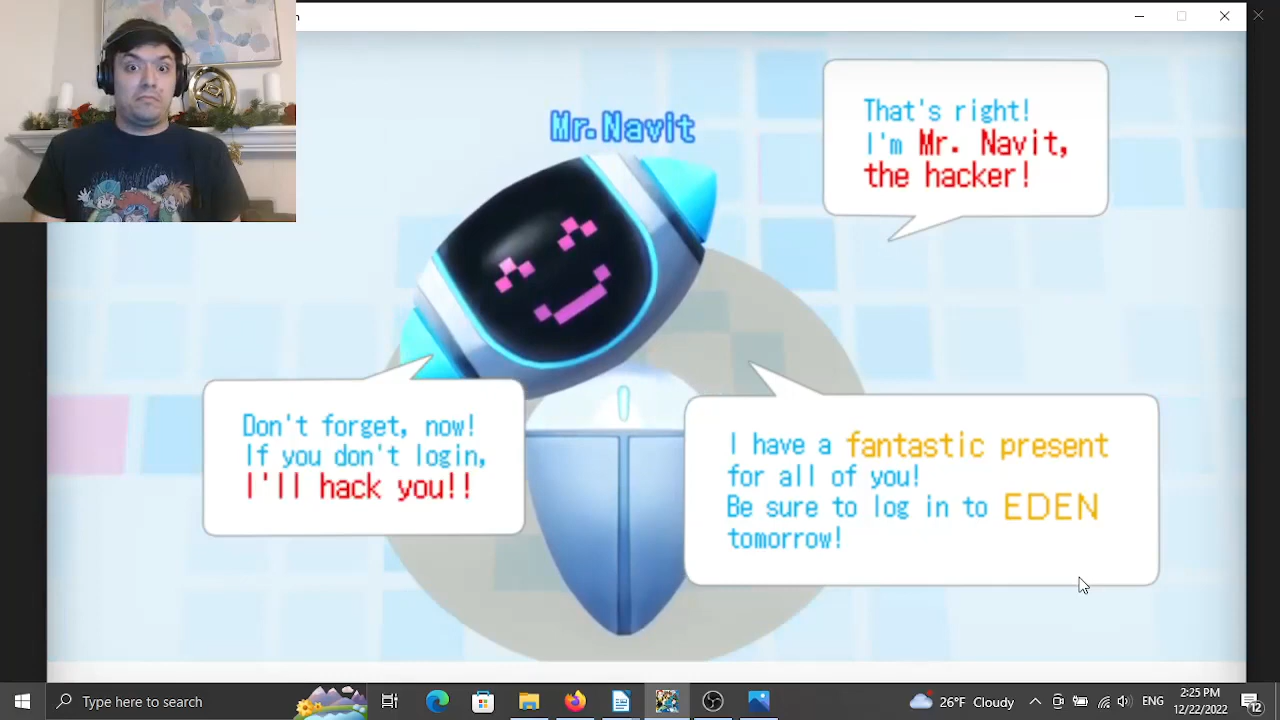 n
Mr.Navit
That's right!
I'm Mr. Navit,
the hacker!
Don't forget, now!
If you don't login,
I'll hack you!!
I have a fantastic present
for all of you!
Be sure to log in to EDEN
tomorrow!
Type here to search
26°F Cloudy
ENG
2:25 PM
12/22/2022
12